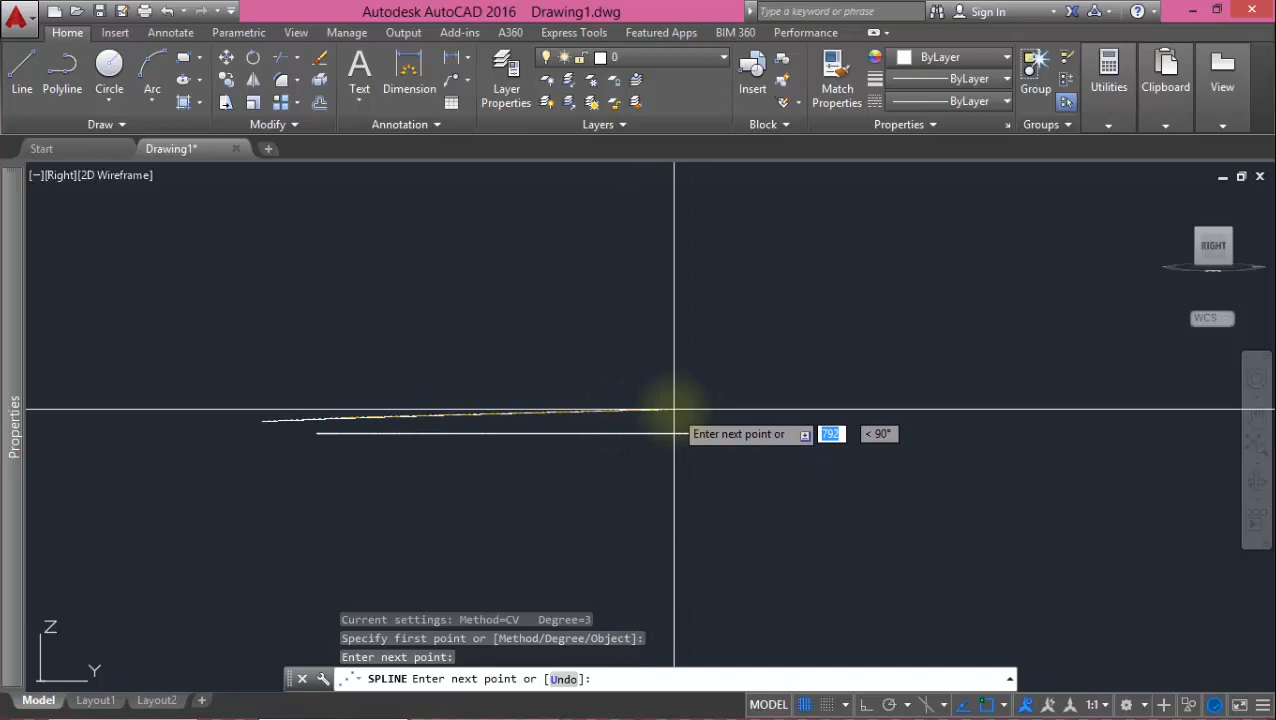 Autodesk AutoCAD 2016 Drawing1.dwg
Type a keyword or phrase
Sign In
Home Insert Annotate Parametric View Manage Output Add-ins A360 Express Tools Featured Apps BIM 360 Performance
Line Polyline Circle Arc Text Dimension Layer Properties 0 Insert Match Properties ByLayer ByLayer ByLayer Group Utilities Clipboard View
Draw Modify Annotation Layers Block Properties Groups
Start Drawing1*
[−][Right][2D Wireframe]
RIGHT
WCS
Properties
Enter next point or 792 < 90°
Z
Y
Current settings: Method=CV Degree=3
Specify first point or [Method/Degree/Object]:
Enter next point:
SPLINE Enter next point or [Undo]:
Model Layout1 Layout2 +
MODEL 1:1